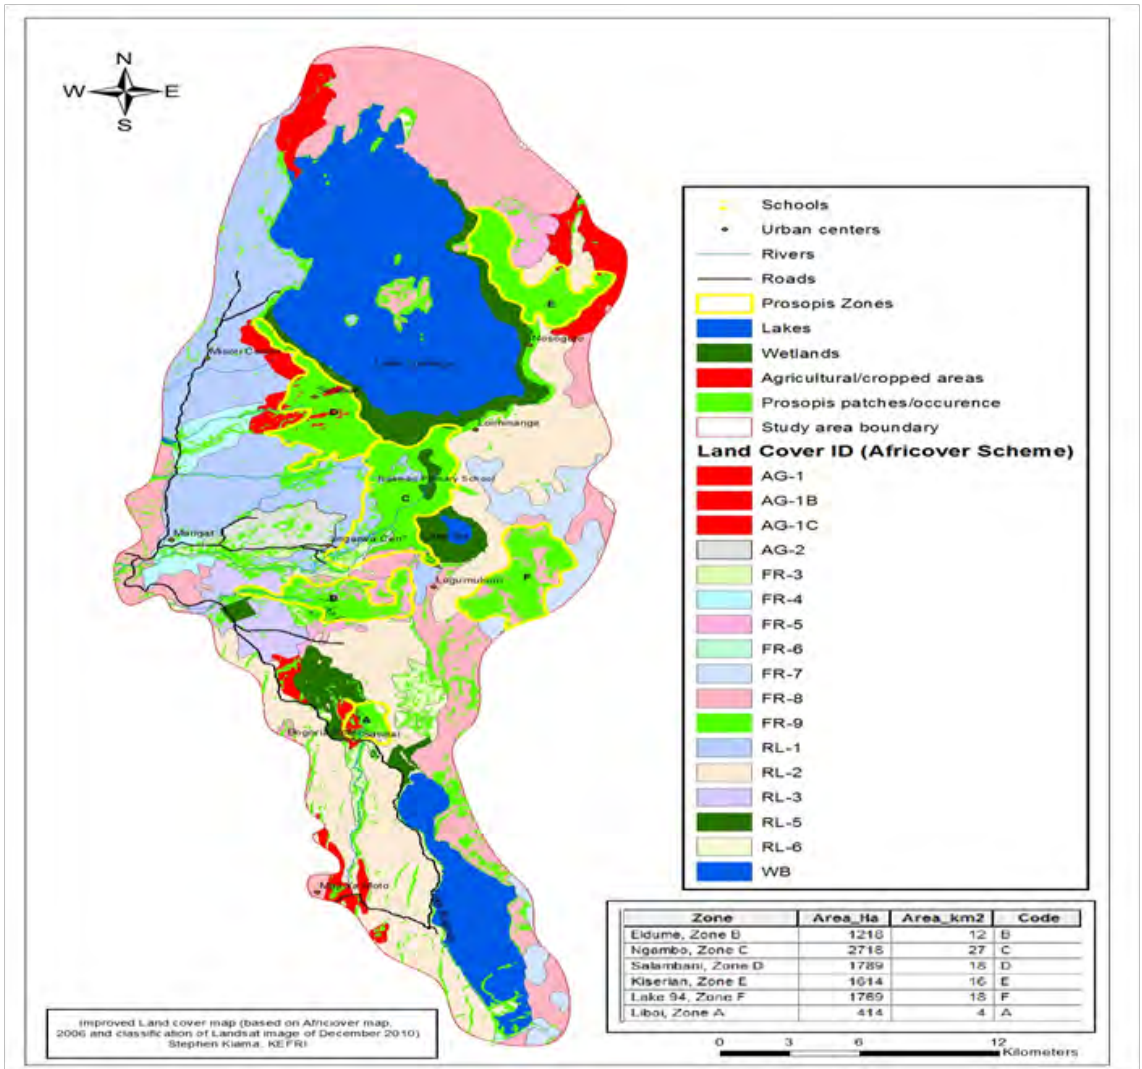 N
W E
S
Schools
Urban centers
Rivers
Roads
Prosopis Zones
Lakes
Wetlands
Agricultural/cropped areas
Prosopis patches/occurence
Study area boundary
Land Cover ID (Africover Scheme)
AG-1
AG-1B
AG-1C
AG-2
FR-3
FR-4
FR-5
FR-6
FR-7
FR-8
FR-9
RL-1
RL-2
RL-3
RL-5
RL-6
WB
E
D
Loirhinange
Primary School
C
Marigat
F
B
A
Zone Area_Ha Area_km2 Code
Eldume, Zone B 1218 12 B
Ngambo, Zone C 2718 27 C
Salambani, Zone D 1789 18 D
Kiserian, Zone E 1614 16 E
Lake 94, Zone F 1769 18 F
Liboi, Zone A 414 4 A
Improved Land cover map (based on Africover map,
2006 and classification of Landsat image of December 2010)
Stephen Kiama, KEFRI
0 3 6 12
Kilometers